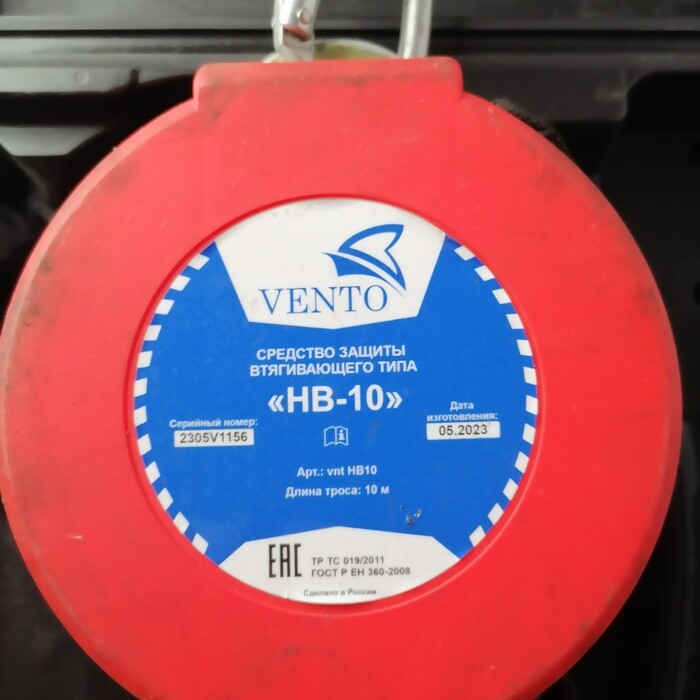 VENTO
СРЕДСТВО ЗАЩИТЫ
ВТЯГИВАЮЩЕГО ТИПА
«НВ-10»
Серийный номер:
2305V1156
Дата
изготовления:
05.2023
Арт.: vnt HB10
Длина троса: 10 м
ЕАС
ТР ТС 019/2011
ГОСТ Р ЕН 360-2008
Сделано в России